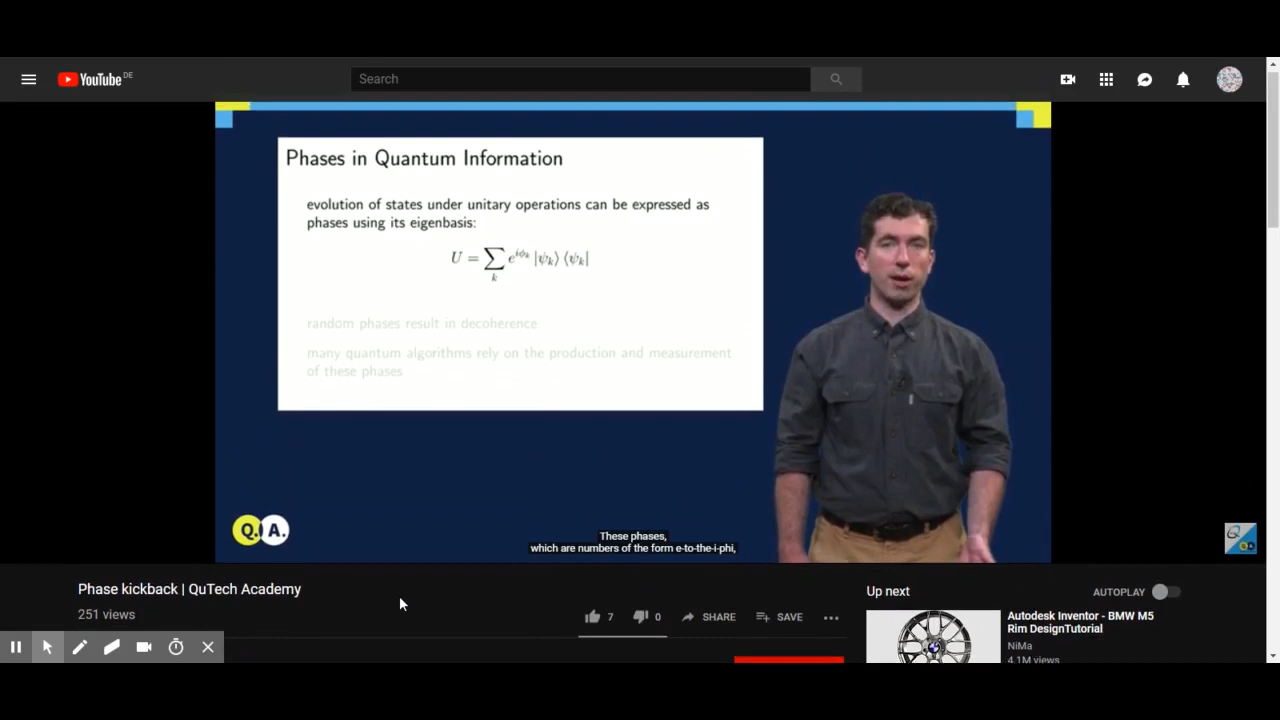 YouTube DE
Search
Phases in Quantum Information
evolution of states under unitary operations can be expressed as
phases using its eigenbasis:
U = ∑ₖ e^{iϕₖ} |ψₖ⟩ ⟨ψₖ|
random phases result in decoherence
many quantum algorithms rely on the production and measurement
of these phases
Q. A.
These phases,
which are numbers of the form e-to-the-i-phi,
Phase kickback | QuTech Academy
251 views
7
0
SHARE
SAVE
Up next
AUTOPLAY
Autodesk Inventor - BMW M5
Rim DesignTutorial
NiMa
4.1M views